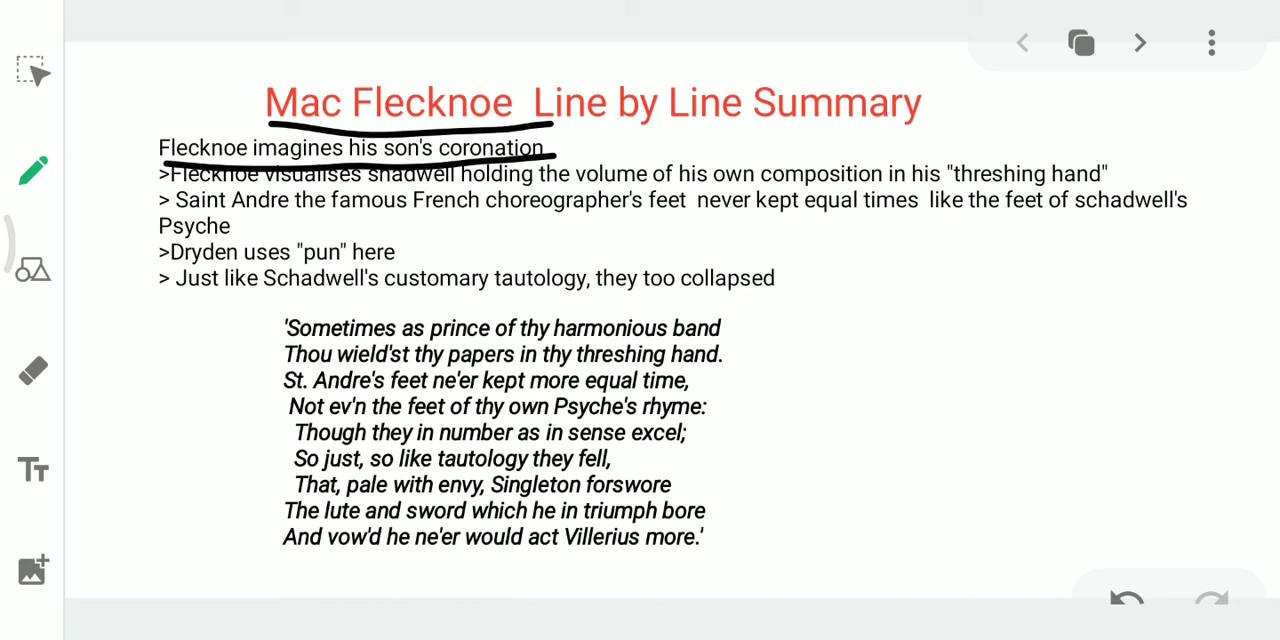 Mac Flecknoe Line by Line Summary
Flecknoe imagines his son's coronation
>Flecknoe visualises shadwell holding the volume of his own composition in his "threshing hand"
> Saint Andre the famous French choreographer's feet never kept equal times like the feet of schadwell's
Psyche
>Dryden uses "pun" here
> Just like Schadwell's customary tautology, they too collapsed
'Sometimes as prince of thy harmonious band
Thou wield'st thy papers in thy threshing hand.
St. Andre's feet ne'er kept more equal time,
Not ev'n the feet of thy own Psyche's rhyme:
Though they in number as in sense excel;
So just, so like tautology they fell,
That, pale with envy, Singleton forswore
The lute and sword which he in triumph bore
And vow'd he ne'er would act Villerius more.'
TT